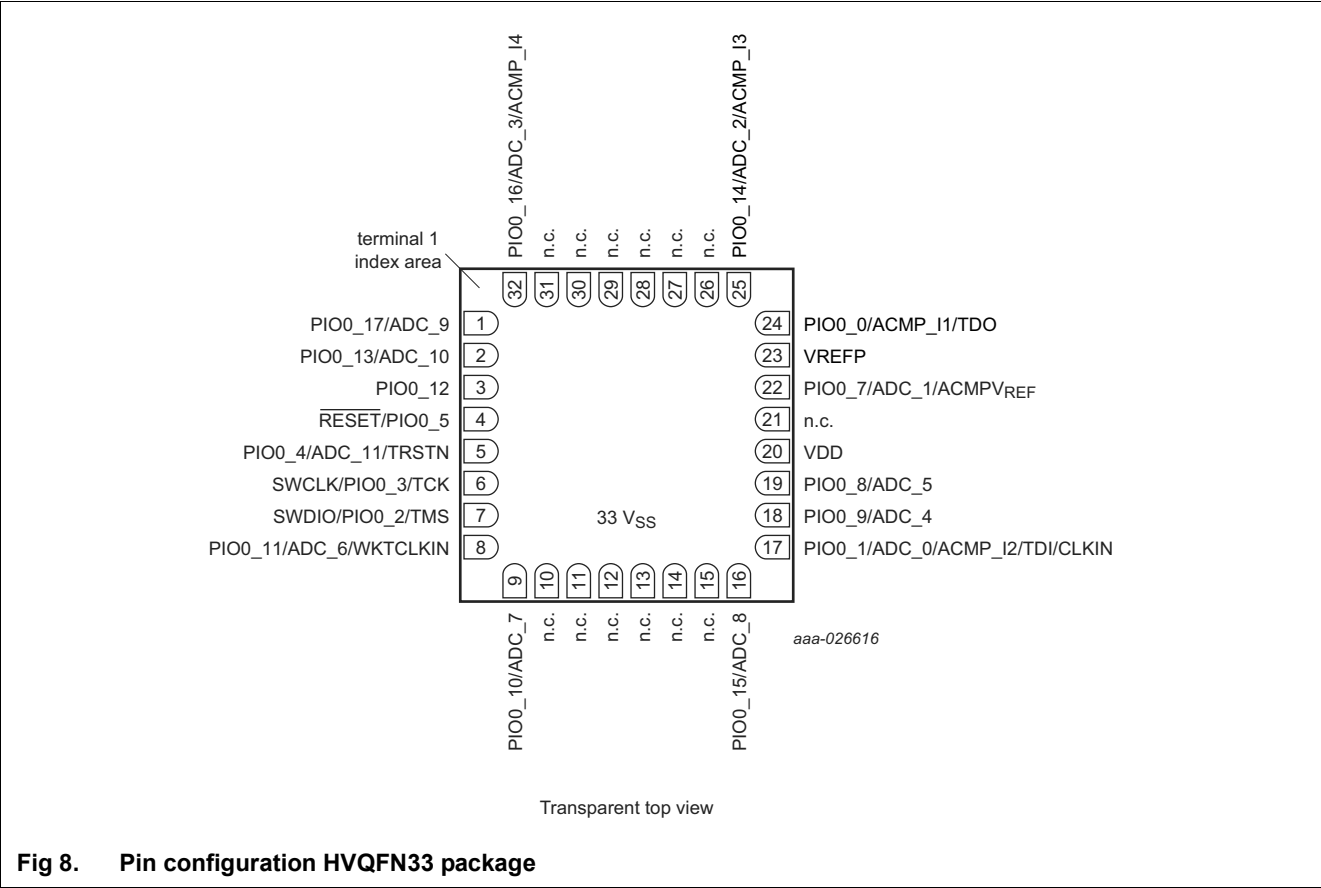 PIO0_16/ADC_3/ACMP_I4
n.c.
n.c.
n.c.
n.c.
n.c.
n.c.
PIO0_14/ADC_2/ACMP_I3
terminal 1
index area
32
31
30
29
28
27
26
25
PIO0_17/ADC_9 1
PIO0_13/ADC_10 2
PIO0_12 3
RESET/PIO0_5 4
PIO0_4/ADC_11/TRSTN 5
SWCLK/PIO0_3/TCK 6
SWDIO/PIO0_2/TMS 7
PIO0_11/ADC_6/WKTCLKIN 8
24 PIO0_0/ACMP_I1/TDO
23 VREFP
22 PIO0_7/ADC_1/ACMPVREF
21 n.c.
20 VDD
19 PIO0_8/ADC_5
18 PIO0_9/ADC_4
17 PIO0_1/ADC_0/ACMP_I2/TDI/CLKIN
33 VSS
9
10
11
12
13
14
15
16
PIO0_10/ADC_7
n.c.
n.c.
n.c.
n.c.
n.c.
n.c.
PIO0_15/ADC_8
aaa-026616
Transparent top view
Fig 8. Pin configuration HVQFN33 package